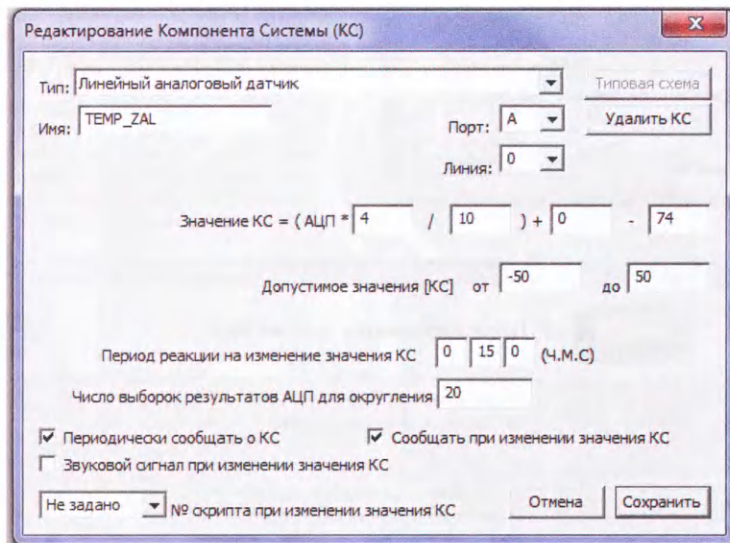 Редактирование Компонента Системы (КС)
Тип: Линейный аналоговый датчик Типовая схема
Имя: TEMP_ZAL Порт: A Удалить КС
Линия: 0
Значение КС = ( АЦП * 4 / 10 ) + 0 - 74
Допустимое значения [КС] от -50 до 50
Период реакции на изменение значения КС 0 15 0 (Ч.М.С)
Число выборок результатов АЦП для округления 20
Периодически сообщать о КС Сообщать при изменении значения КС
Звуковой сигнал при изменении значения КС
Не задано № скрипта при изменении значения КС Отмена Сохранить